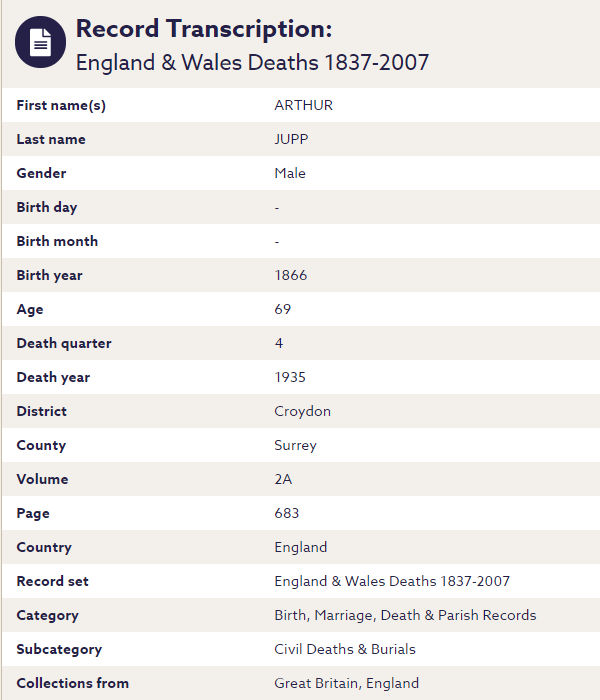 Record Transcription:
England & Wales Deaths 1837-2007
First name(s) ARTHUR
Last name JUPP
Gender Male
Birth day -
Birth month -
Birth year 1866
Age 69
Death quarter 4
Death year 1935
District Croydon
County Surrey
Volume 2A
Page 683
Country England
Record set England & Wales Deaths 1837-2007
Category Birth, Marriage, Death & Parish Records
Subcategory Civil Deaths & Burials
Collections from Great Britain, England